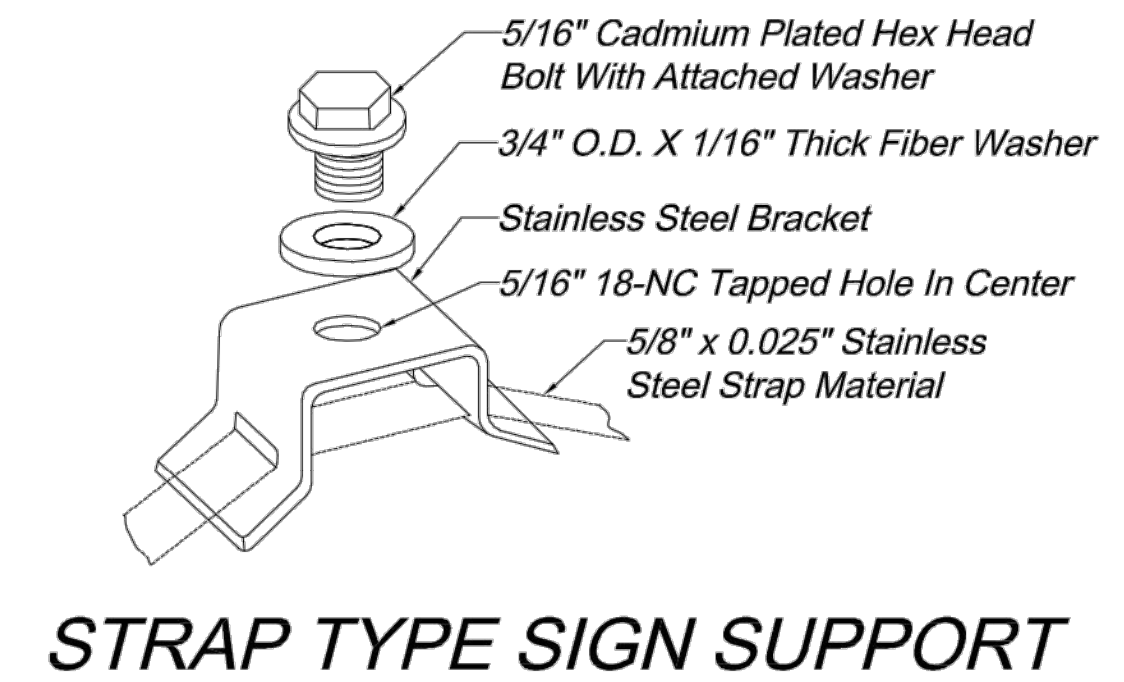 5/16" Cadmium Plated Hex Head
Bolt With Attached Washer
3/4" O.D. X 1/16" Thick Fiber Washer
Stainless Steel Bracket
5/16" 18-NC Tapped Hole In Center
5/8" x 0.025" Stainless
Steel Strap Material
STRAP TYPE SIGN SUPPORT